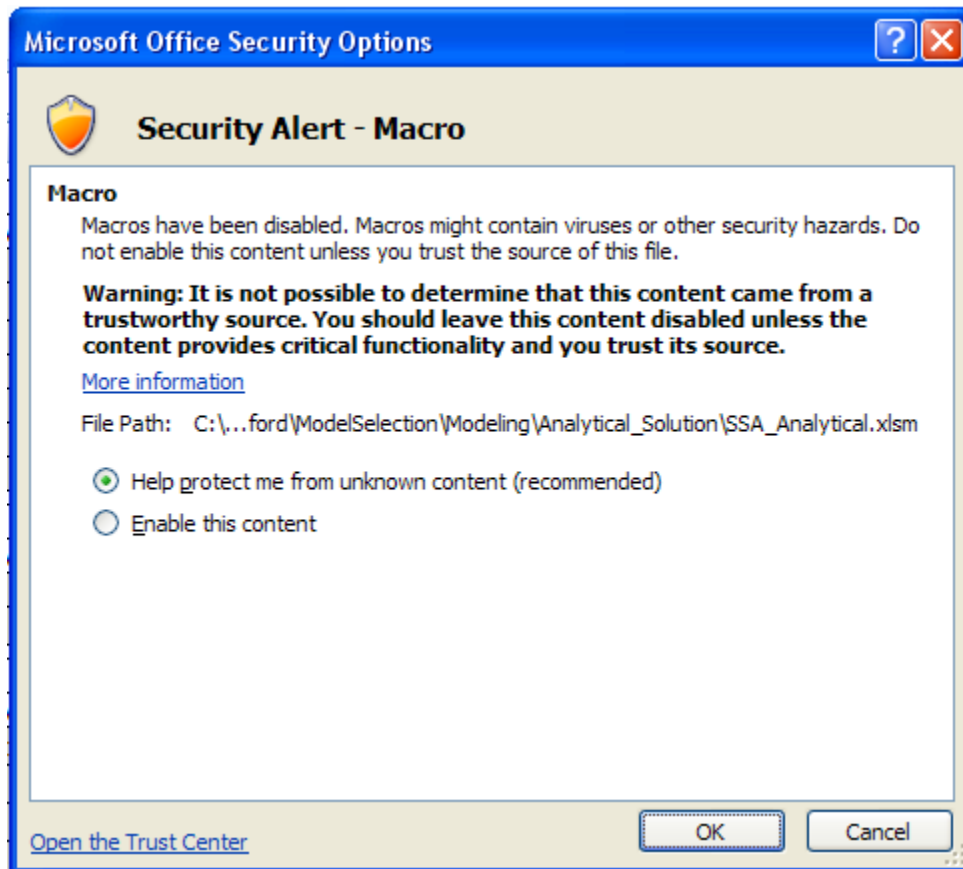 Microsoft Office Security Options
?
Security Alert - Macro
Macro
Macros have been disabled. Macros might contain viruses or other security hazards. Do
not enable this content unless you trust the source of this file.
Warning: It is not possible to determine that this content came from a
trustworthy source. You should leave this content disabled unless the
content provides critical functionality and you trust its source.
More information
File Path: C:\...ford\ModelSelection\Modeling\Analytical_Solution\SSA_Analytical.xlsm
Help protect me from unknown content (recommended)
Enable this content
Open the Trust Center
OK
Cancel